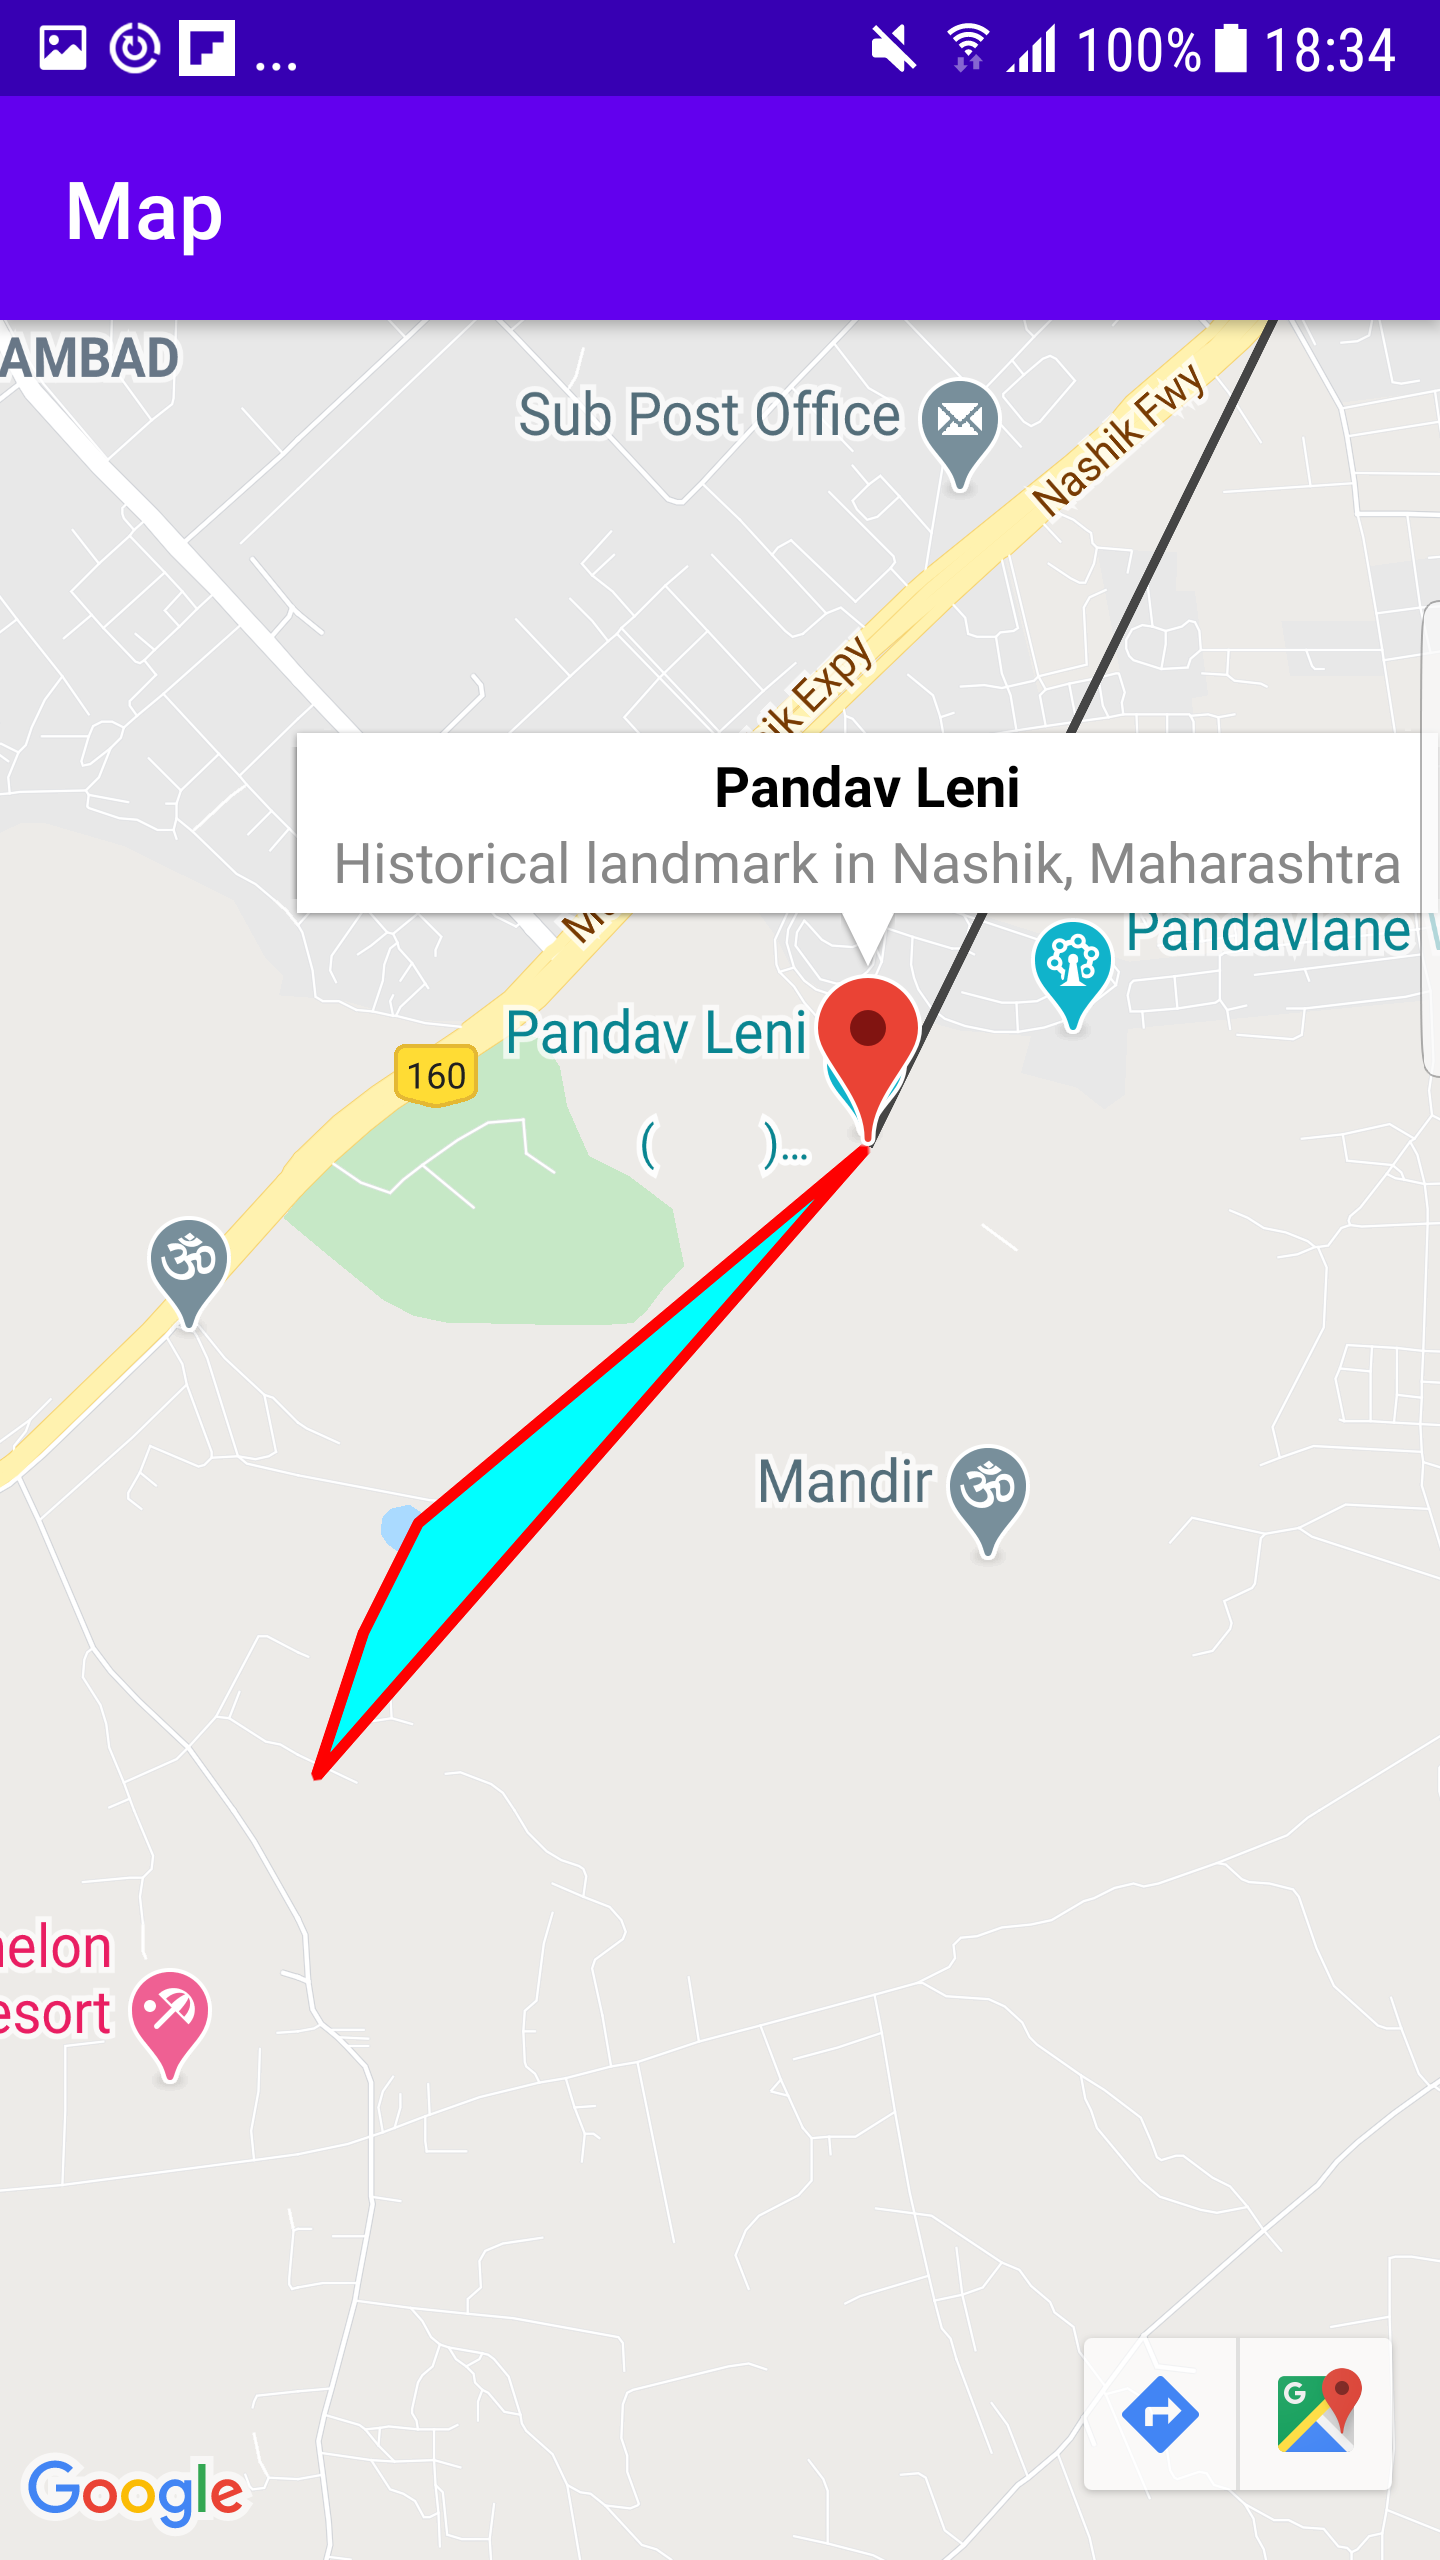 ... 100% 18:34
Map
AMBAD
Sub Post Office
Nashik Fwy
ik Expy
Pandav Leni
Historical landmark in Nashik, Maharashtra
Pandavlane
Pandav Leni
160
( )...
Mandir
elon
esort
Google